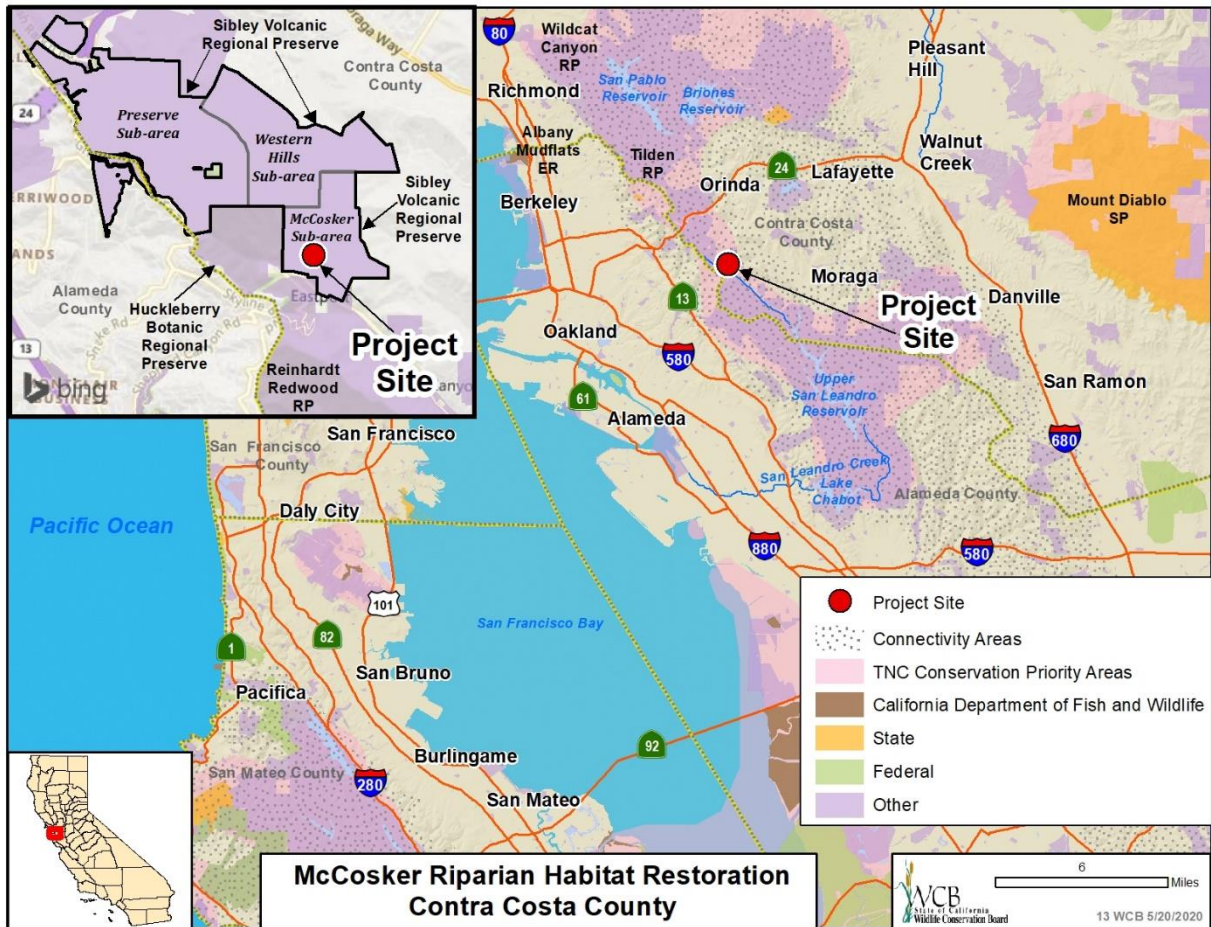 Sibley Volcanic
Regional Preserve
Contra Costa
County
24
Preserve
Sub-area
Western
Hills
Sub-area
Sibley
Volcanic
Regional
Preserve
McCosker
Sub-area
ANDS
Alameda
County
Huckleberry
Botanic
Regional
Preserve
13
Reinhardt
Redwood
RP
Project
Site
bing
80
Wildcat
Canyon
RP
San Pablo
Reservoir
Briones
Reservoir
Pleasant
Hill
Richmond
Albany
Mudflats
ER
Tilden
RP
Walnut
Creek
24
Orinda
Lafayette
Berkeley
Contra Costa
County
Mount Diablo
SP
Moraga
Project
Site
Danville
13
Oakland
580
San Ramon
61
Alameda
Upper
San Leandro
Reservoir
680
San Leandro Creek
Lake
Chabot
Alameda County
880
580
San Francisco
San Francisco
County
Pacific Ocean
Daly City
101
San Francisco Bay
1
82
San Bruno
Pacifica
92
Burlingame
San Mateo County
280
San Mateo
Project Site
Connectivity Areas
TNC Conservation Priority Areas
California Department of Fish and Wildlife
State
Federal
Other
McCosker Riparian Habitat Restoration
Contra Costa County
WCB
State of California
Wildlife Conservation Board
6
Miles
13 WCB 5/20/2020